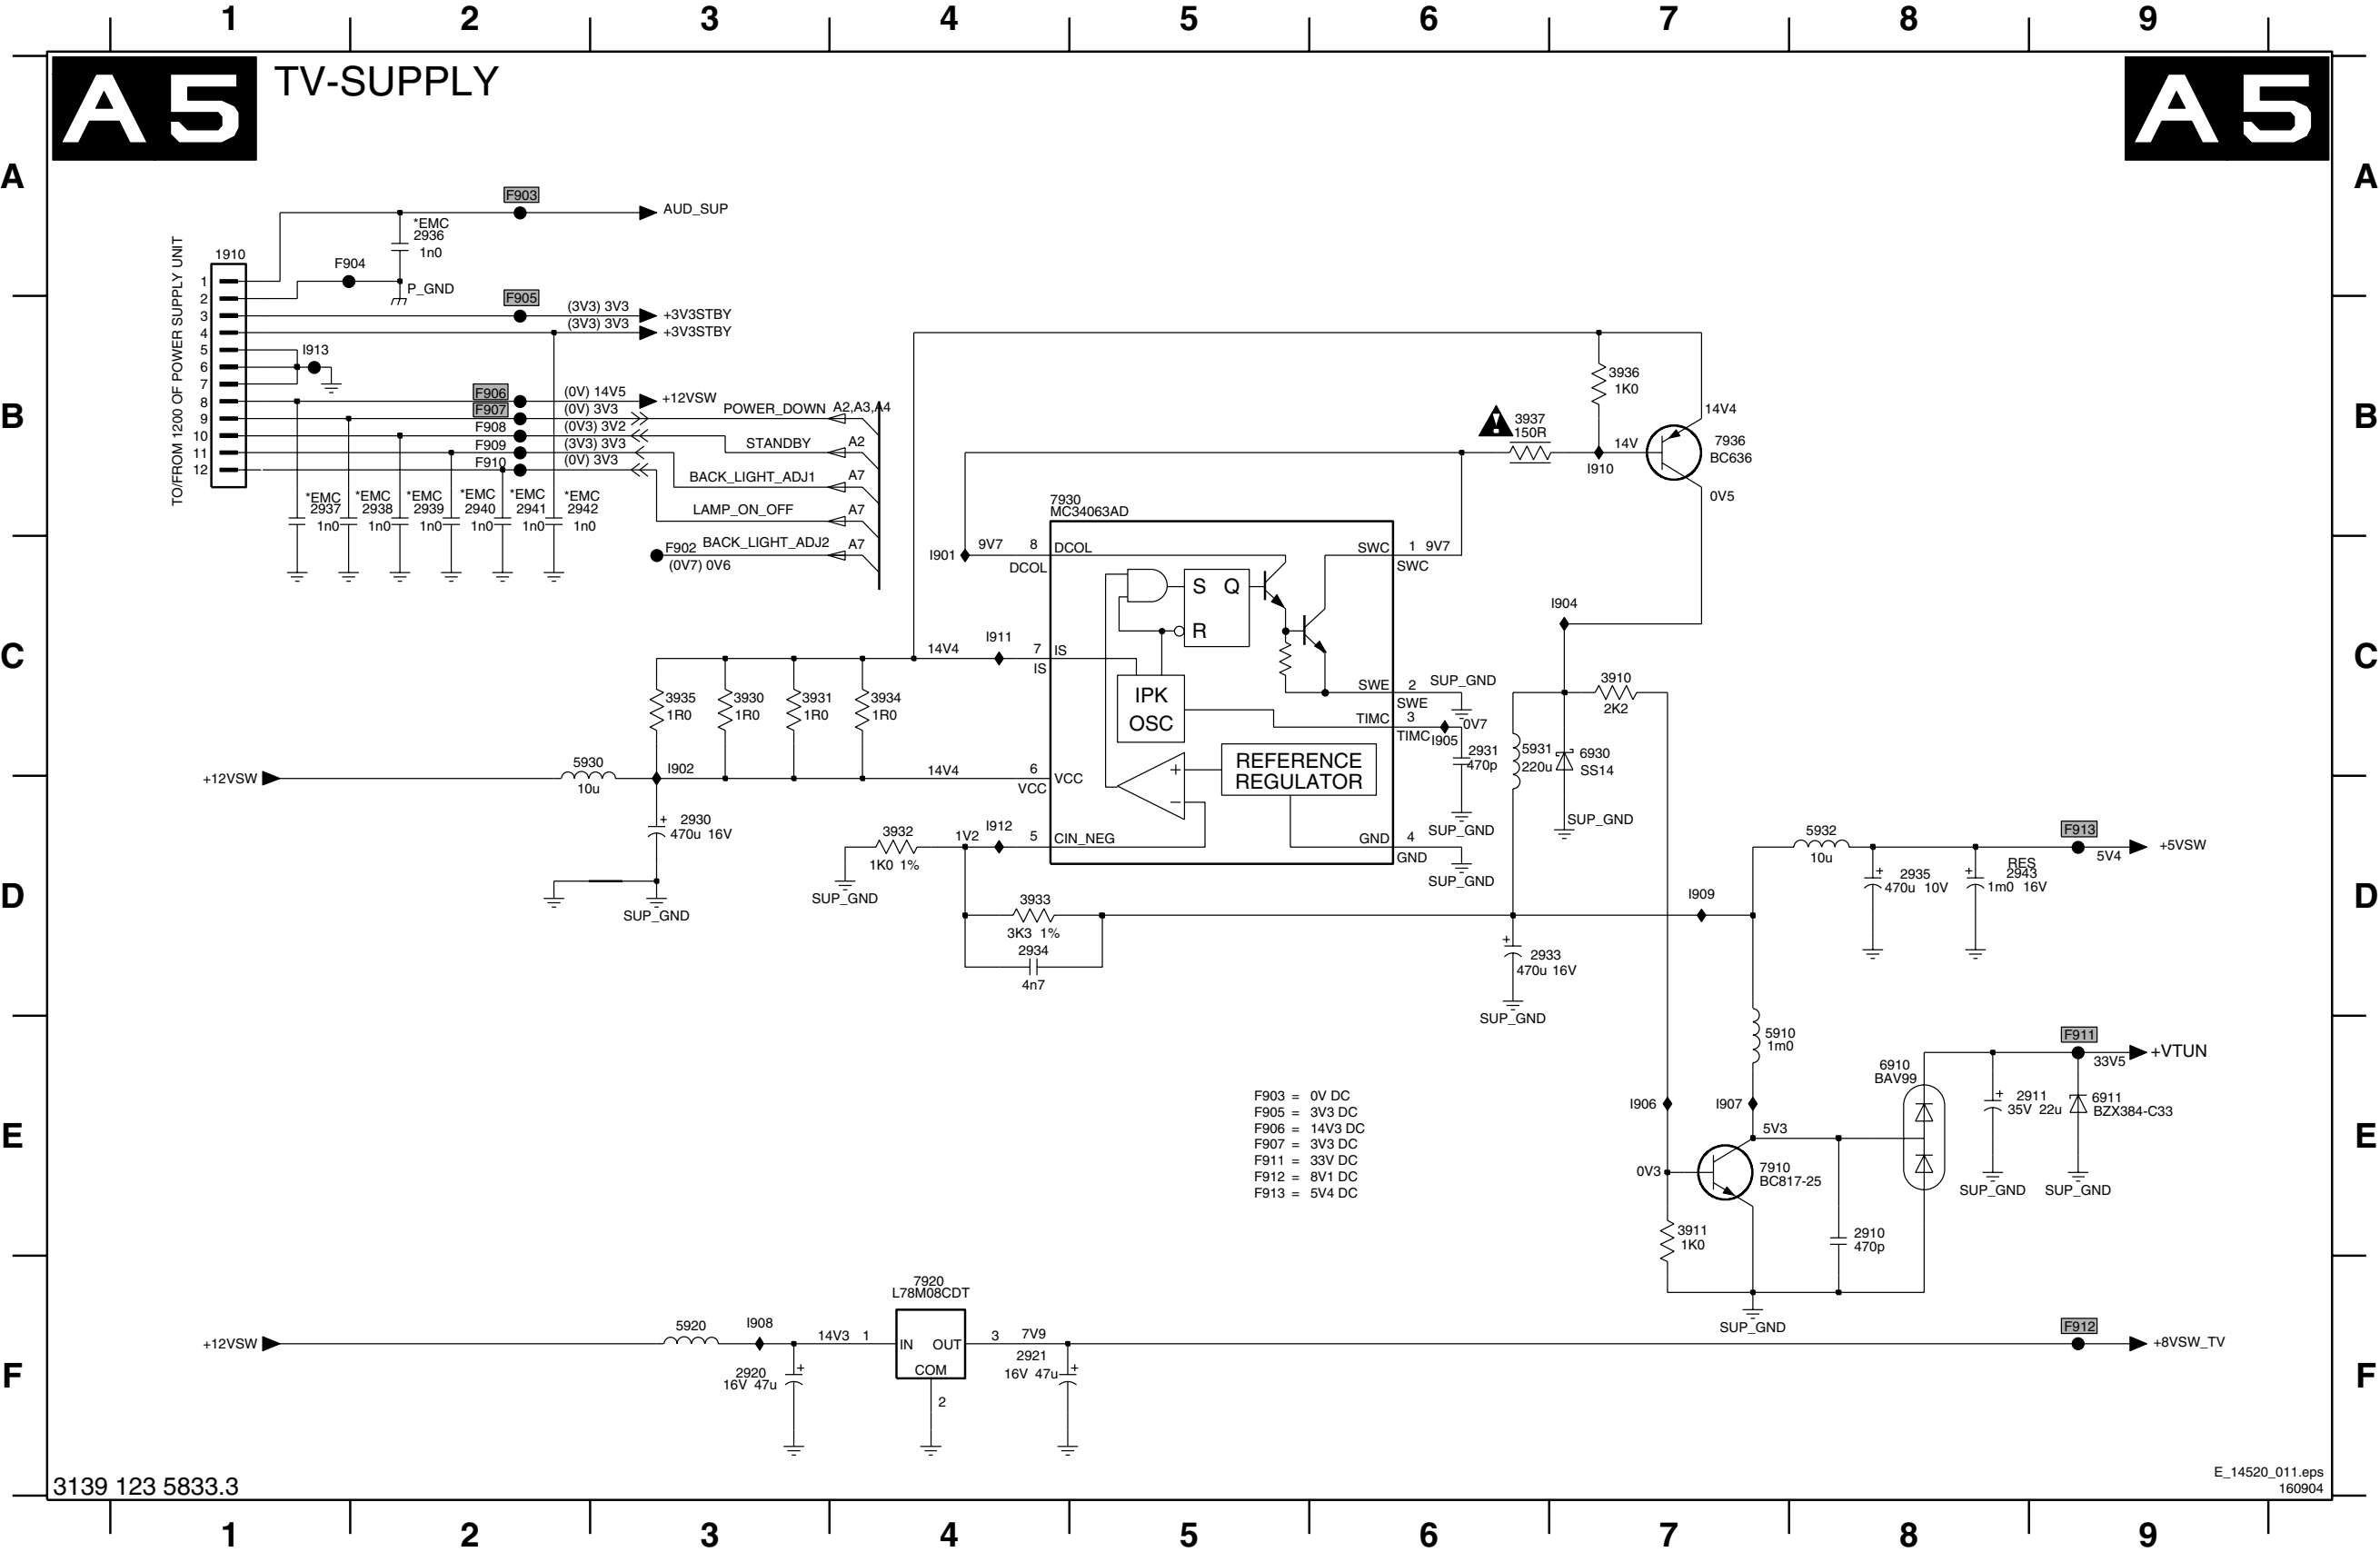 1 2 3 4 5 6 7 8 9
A5
TV-SUPPLY
A5
A
A
F903
AUD_SUP
*EMC
2936
1n0
F904
P_GND
TO/FROM 1200 OF POWER SUPPLY UNIT
1910
1
2
3
4
5
6
7
8
9
10
11
12
F905
(3V3) 3V3
+3V3STBY
(3V3) 3V3
+3V3STBY
I913
B
B
F906
(0V) 14V5
+12VSW
F907
(0V) 3V3
POWER_DOWN
A2,A3,A4
F908
(0V3) 3V2
STANDBY
A2
F909
(3V3) 3V3
BACK_LIGHT_ADJ1
A7
F910
(0V) 3V3
LAMP_ON_OFF
A7
F902
BACK_LIGHT_ADJ2
A7
(0V7) 0V6
*EMC
2937
1n0
*EMC
2938
1n0
*EMC
2939
1n0
*EMC
2940
1n0
*EMC
2941
1n0
*EMC
2942
1n0
3936
1K0
3937
150R
14V4
14V
I910
7936
BC636
0V5
7930
MC34063AD
I901
9V7
8
DCOL
DCOL
SWC
1
9V7
SWC
S Q
R
C
C
I904
14V4
I911
7
IS
IS
IPK
OSC
SWE
2
SUP_GND
SWE
TIMC
3
0V7
TIMC
I905
2931
470p
3935
1R0
3930
1R0
3931
1R0
3934
1R0
3910
2K2
5931
220u
6930
SS14
SUP_GND
+12VSW
5930
10u
I902
14V4
6
VCC
VCC
+
−
REFERENCE
REGULATOR
SUP_GND
+
2930
470u 16V
SUP_GND
3932
1K0 1%
SUP_GND
1V2
I912
5
CIN_NEG
GND
4
GND
SUP_GND
D
D
3933
3K3 1%
2934
4n7
+
2933
470u 16V
SUP_GND
I909
5932
10u
+
2935
470u 10V
+
RES
2943
1m0 16V
F913
5V4
+5VSW
5910
1m0
F911
33V5
+VTUN
6910
BAV99
+
2911
35V 22u
6911
BZX384-C33
SUP_GND
SUP_GND
E
E
F903 = 0V DC
F905 = 3V3 DC
F906 = 14V3 DC
F907 = 3V3 DC
F911 = 33V DC
F912 = 8V1 DC
F913 = 5V4 DC
I906
I907
5V3
0V3
7910
BC817-25
3911
1K0
2910
470p
SUP_GND
F
F
+12VSW
5920
I908
+
2920
16V 47u
14V3
1
7920
L78M08CDT
IN OUT
COM
2
3
7V9
2921
16V 47u
+
F912
+8VSW_TV
3139 123 5833.3
E_14520_011.eps
160904
1 2 3 4 5 6 7 8 9